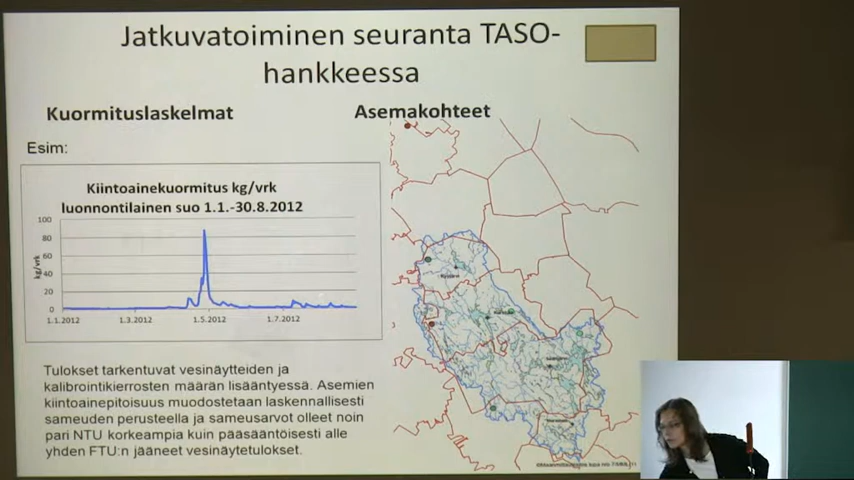 Jatkuvatoiminen seuranta TASO-
hankkeessa
Kuormituslaskelmat
Asemakohteet
Esim:
Kiintoainekuormitus kg/vrk
luonnontilainen suo 1.1.-30.8.2012
100
80
60
40
20
0
kg/vrk
1.1.2012 1.3.2012 1.5.2012 1.7.2012
Tulokset tarkentuvat vesinäytteiden ja
kalibrointikierrosten määrän lisääntyessä. Asemien
kiintoainepitoisuus muodostetaan laskennallisesti
sameuden perusteella ja sameusarvot olleet noin
pari NTU korkeampia kuin pääsääntöisesti alle
yhden FTU:n jääneet vesinäytetulokset.